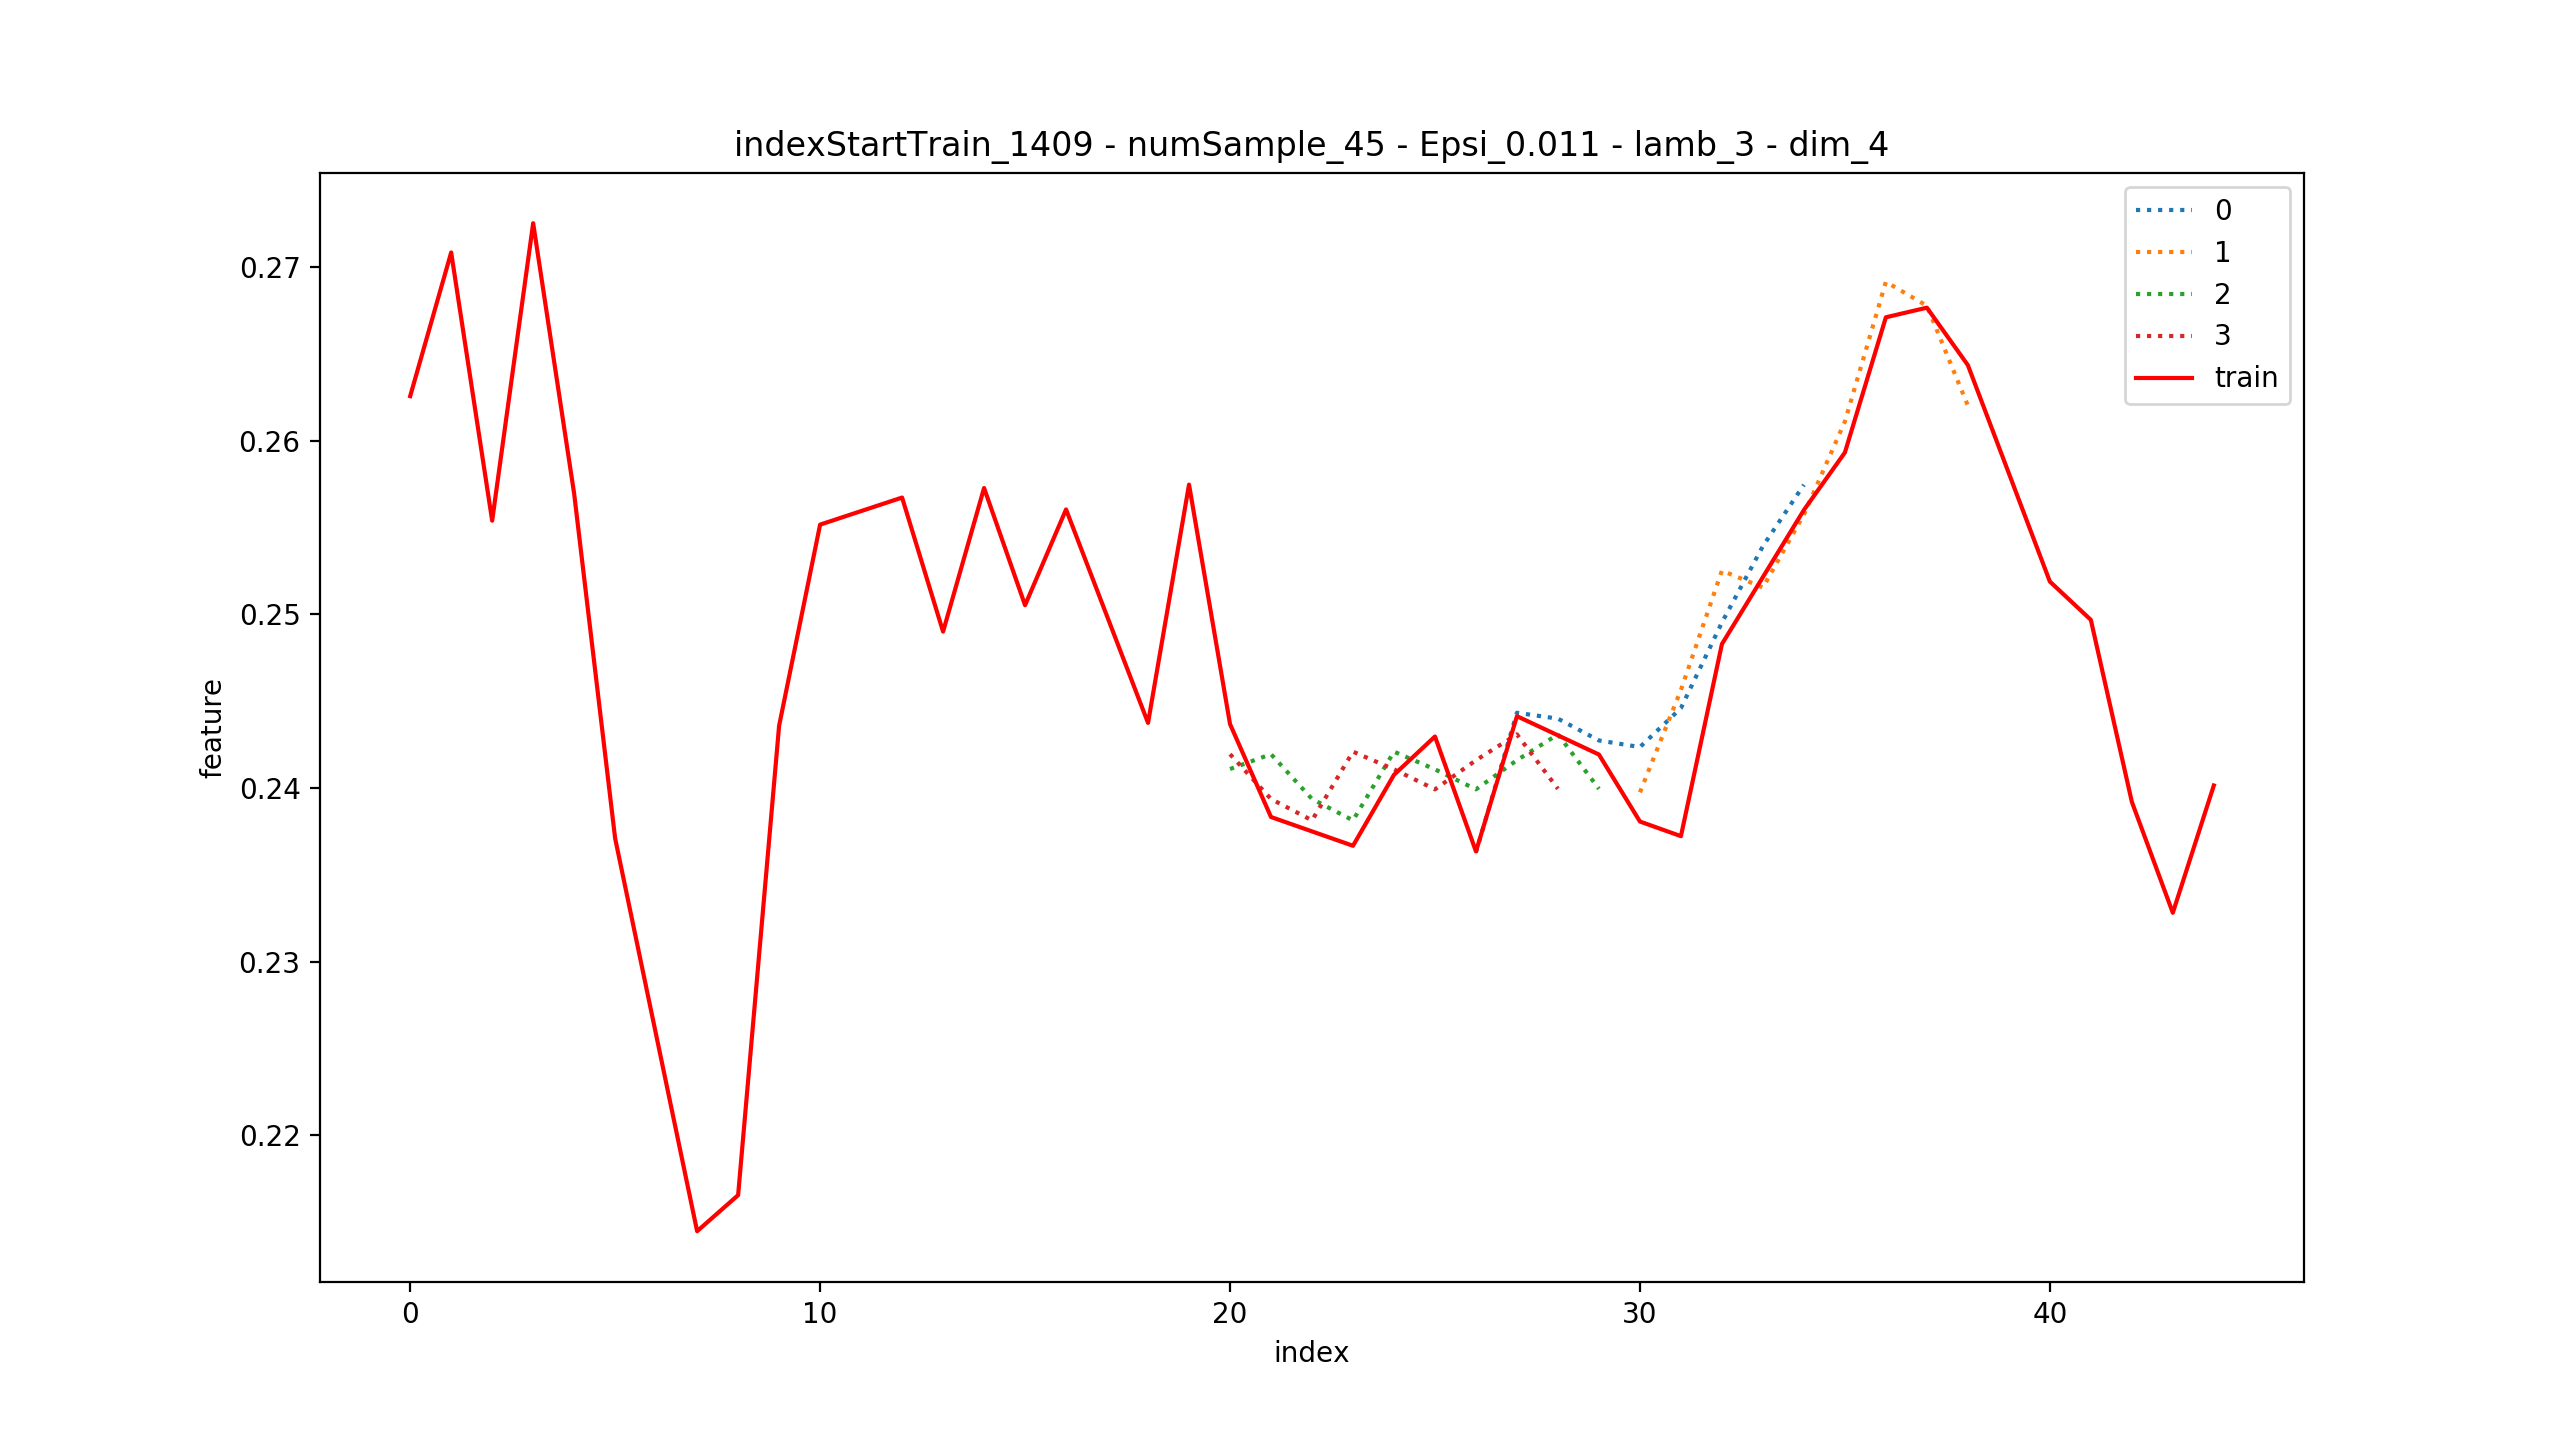 indexStartTrain_1409 - numSample_45 - Epsi_0.011 - lamb_3 - dim_4
0
1
2
3
train
0.27
0.26
0.25
0.24
0.23
0.22
feature
0 10 20 30 40
index